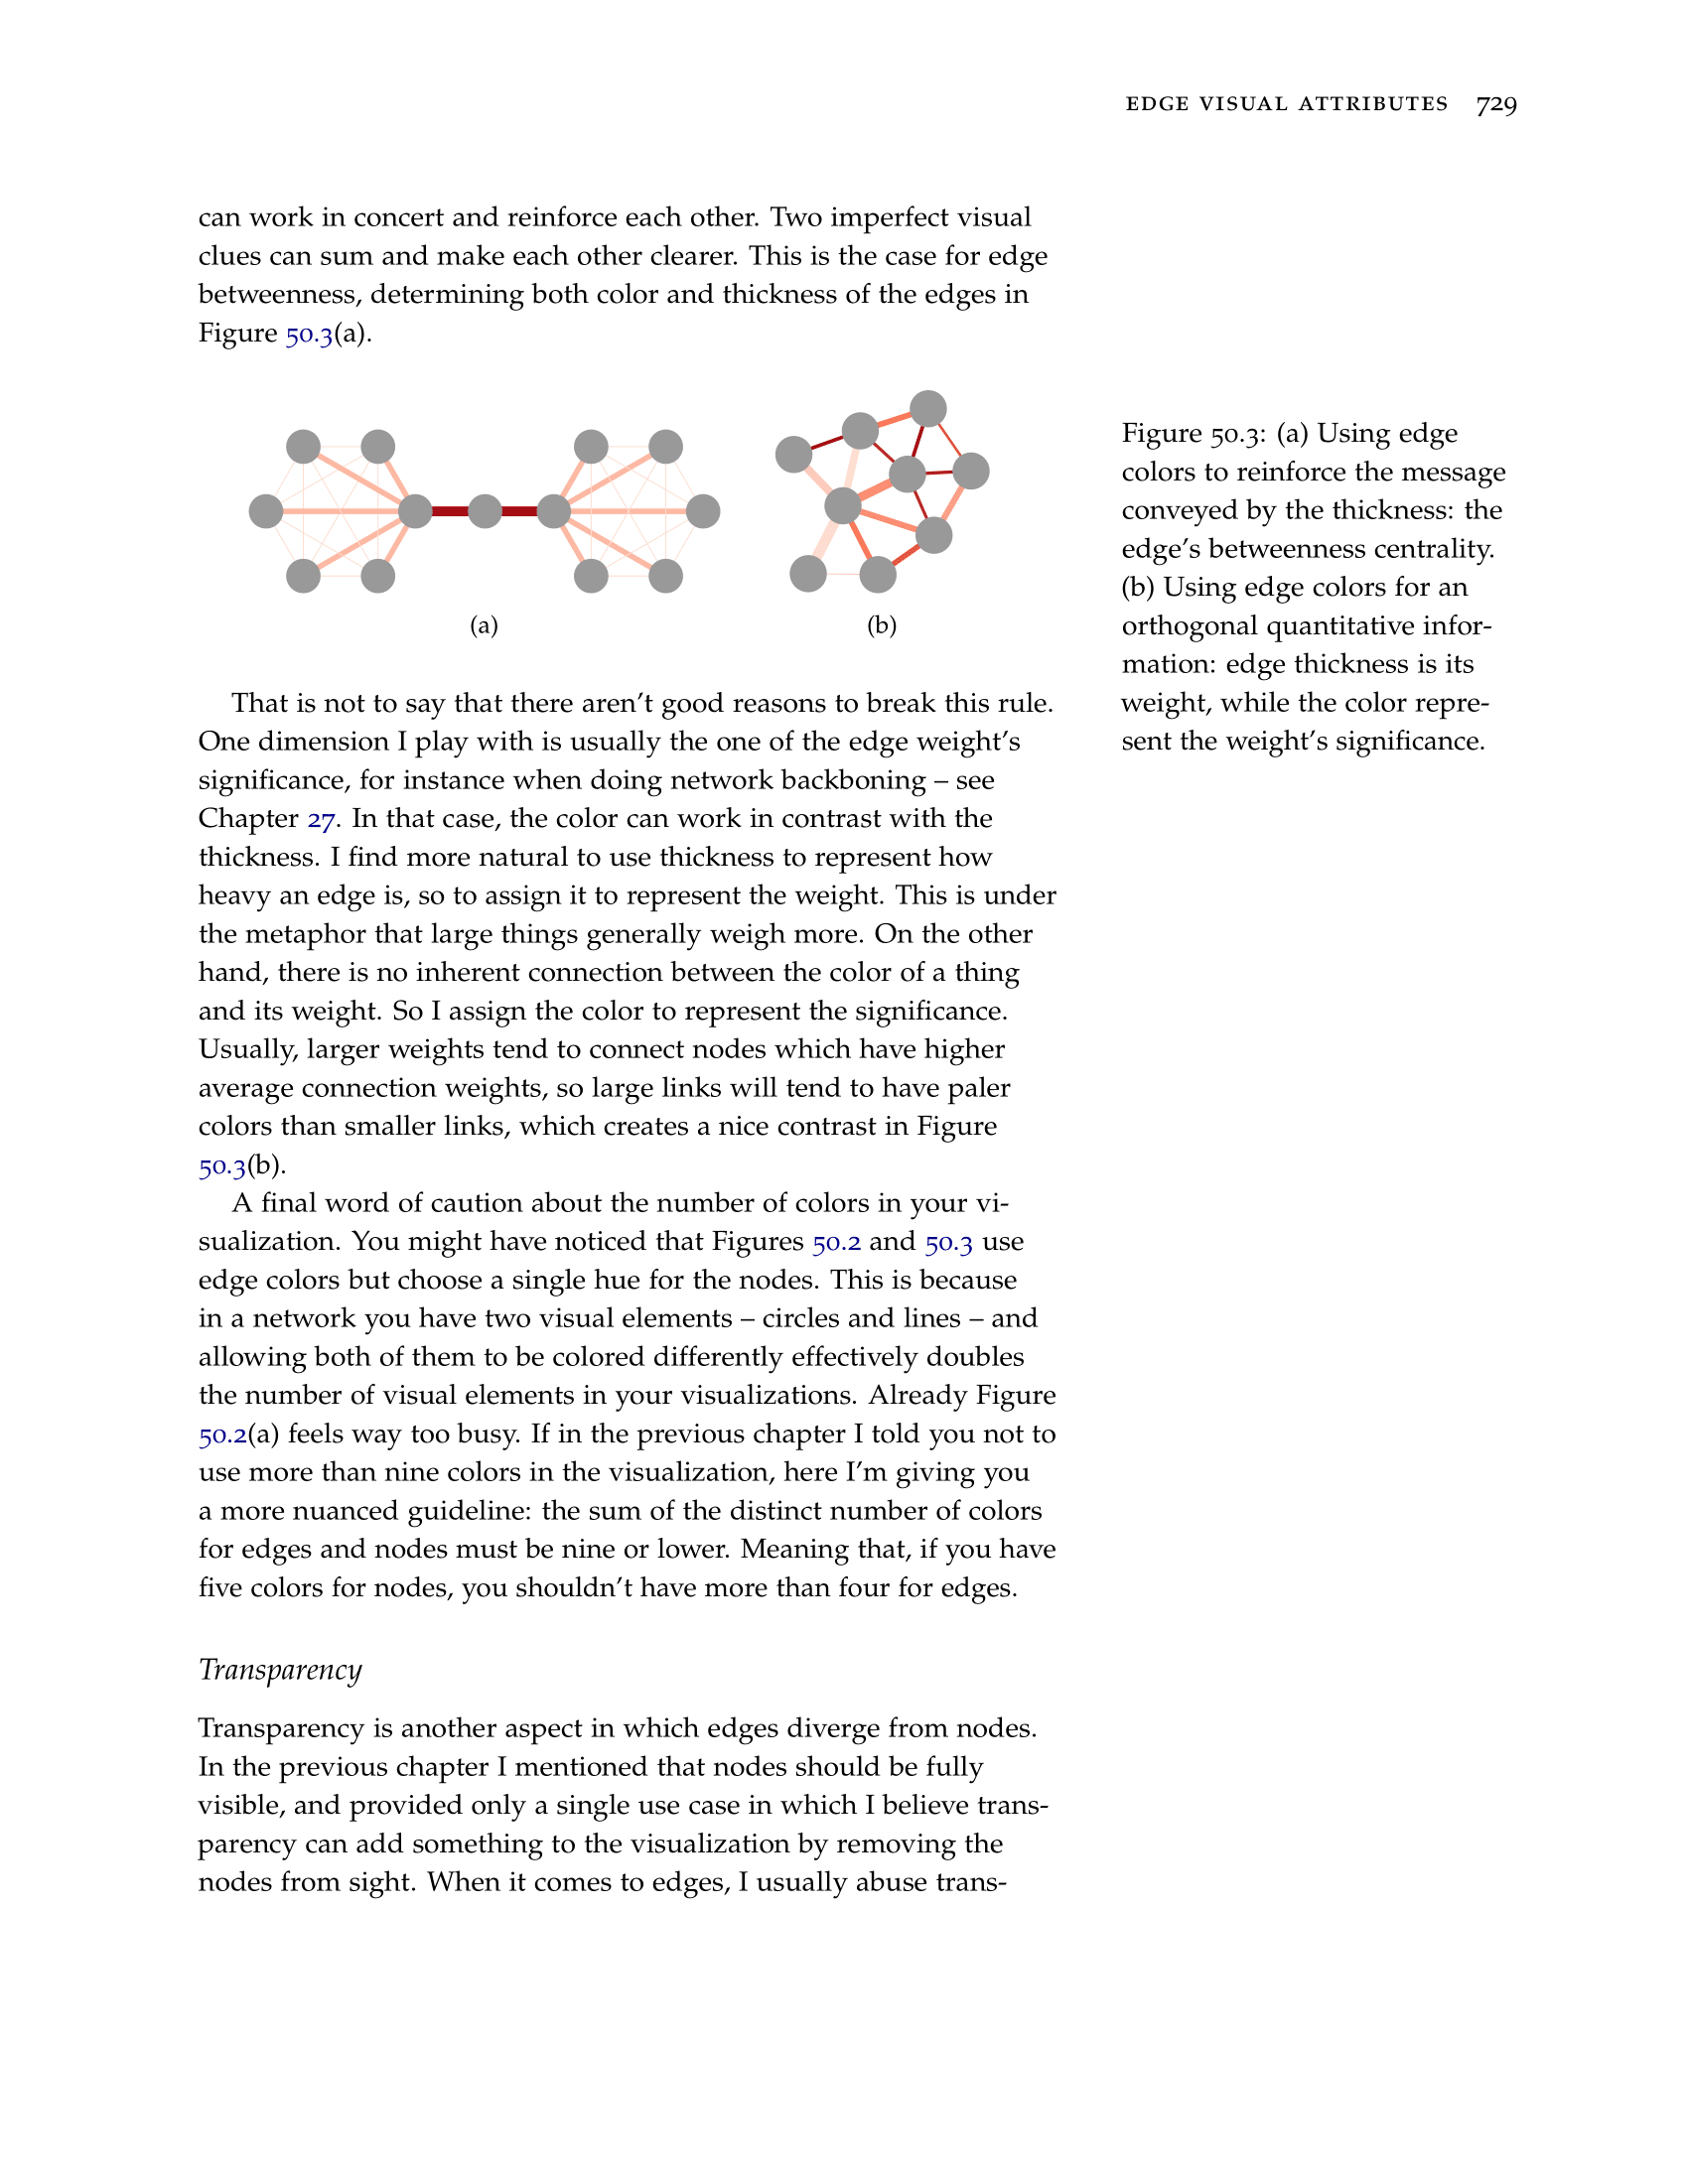 EDGE VISUAL ATTRIBUTES 729
can work in concert and reinforce each other. Two imperfect visual
clues can sum and make each other clearer. This is the case for edge
betweenness, determining both color and thickness of the edges in
Figure 50.3(a).
(a)
(b)
Figure 50.3: (a) Using edge
colors to reinforce the message
conveyed by the thickness: the
edge's betweenness centrality.
(b) Using edge colors for an
orthogonal quantitative infor-
mation: edge thickness is its
weight, while the color repre-
sent the weight's significance.
That is not to say that there aren't good reasons to break this rule.
One dimension I play with is usually the one of the edge weight's
significance, for instance when doing network backboning – see
Chapter 27. In that case, the color can work in contrast with the
thickness. I find more natural to use thickness to represent how
heavy an edge is, so to assign it to represent the weight. This is under
the metaphor that large things generally weigh more. On the other
hand, there is no inherent connection between the color of a thing
and its weight. So I assign the color to represent the significance.
Usually, larger weights tend to connect nodes which have higher
average connection weights, so large links will tend to have paler
colors than smaller links, which creates a nice contrast in Figure
50.3(b).
A final word of caution about the number of colors in your vi-
sualization. You might have noticed that Figures 50.2 and 50.3 use
edge colors but choose a single hue for the nodes. This is because
in a network you have two visual elements – circles and lines – and
allowing both of them to be colored differently effectively doubles
the number of visual elements in your visualizations. Already Figure
50.2(a) feels way too busy. If in the previous chapter I told you not to
use more than nine colors in the visualization, here I'm giving you
a more nuanced guideline: the sum of the distinct number of colors
for edges and nodes must be nine or lower. Meaning that, if you have
five colors for nodes, you shouldn't have more than four for edges.
Transparency
Transparency is another aspect in which edges diverge from nodes.
In the previous chapter I mentioned that nodes should be fully
visible, and provided only a single use case in which I believe trans-
parency can add something to the visualization by removing the
nodes from sight. When it comes to edges, I usually abuse trans-